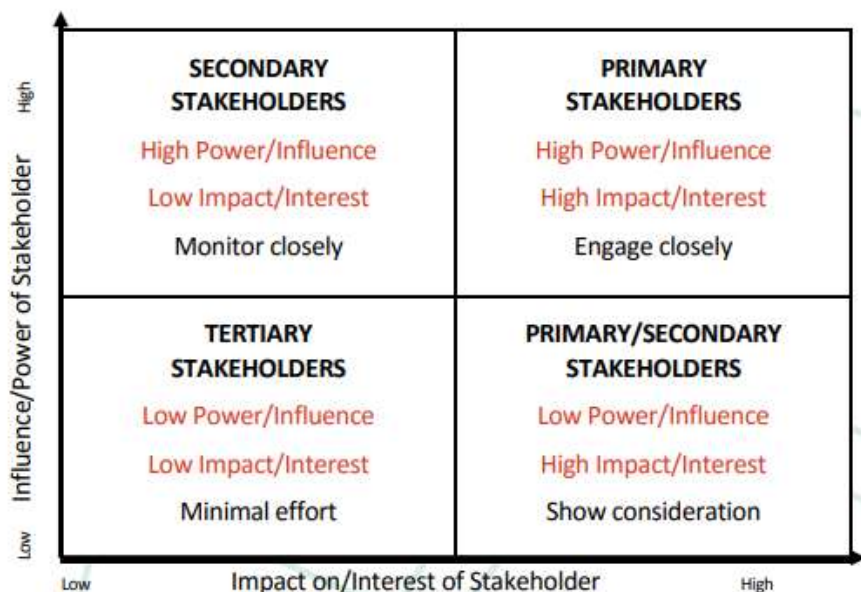 High
Influence/Power of Stakeholder
Low
SECONDARY
STAKEHOLDERS
High Power/Influence
Low Impact/Interest
Monitor closely
PRIMARY
STAKEHOLDERS
High Power/Influence
High Impact/Interest
Engage closely
TERTIARY
STAKEHOLDERS
Low Power/Influence
Low Impact/Interest
Minimal effort
PRIMARY/SECONDARY
STAKEHOLDERS
Low Power/Influence
High Impact/Interest
Show consideration
Low
Impact on/Interest of Stakeholder
High